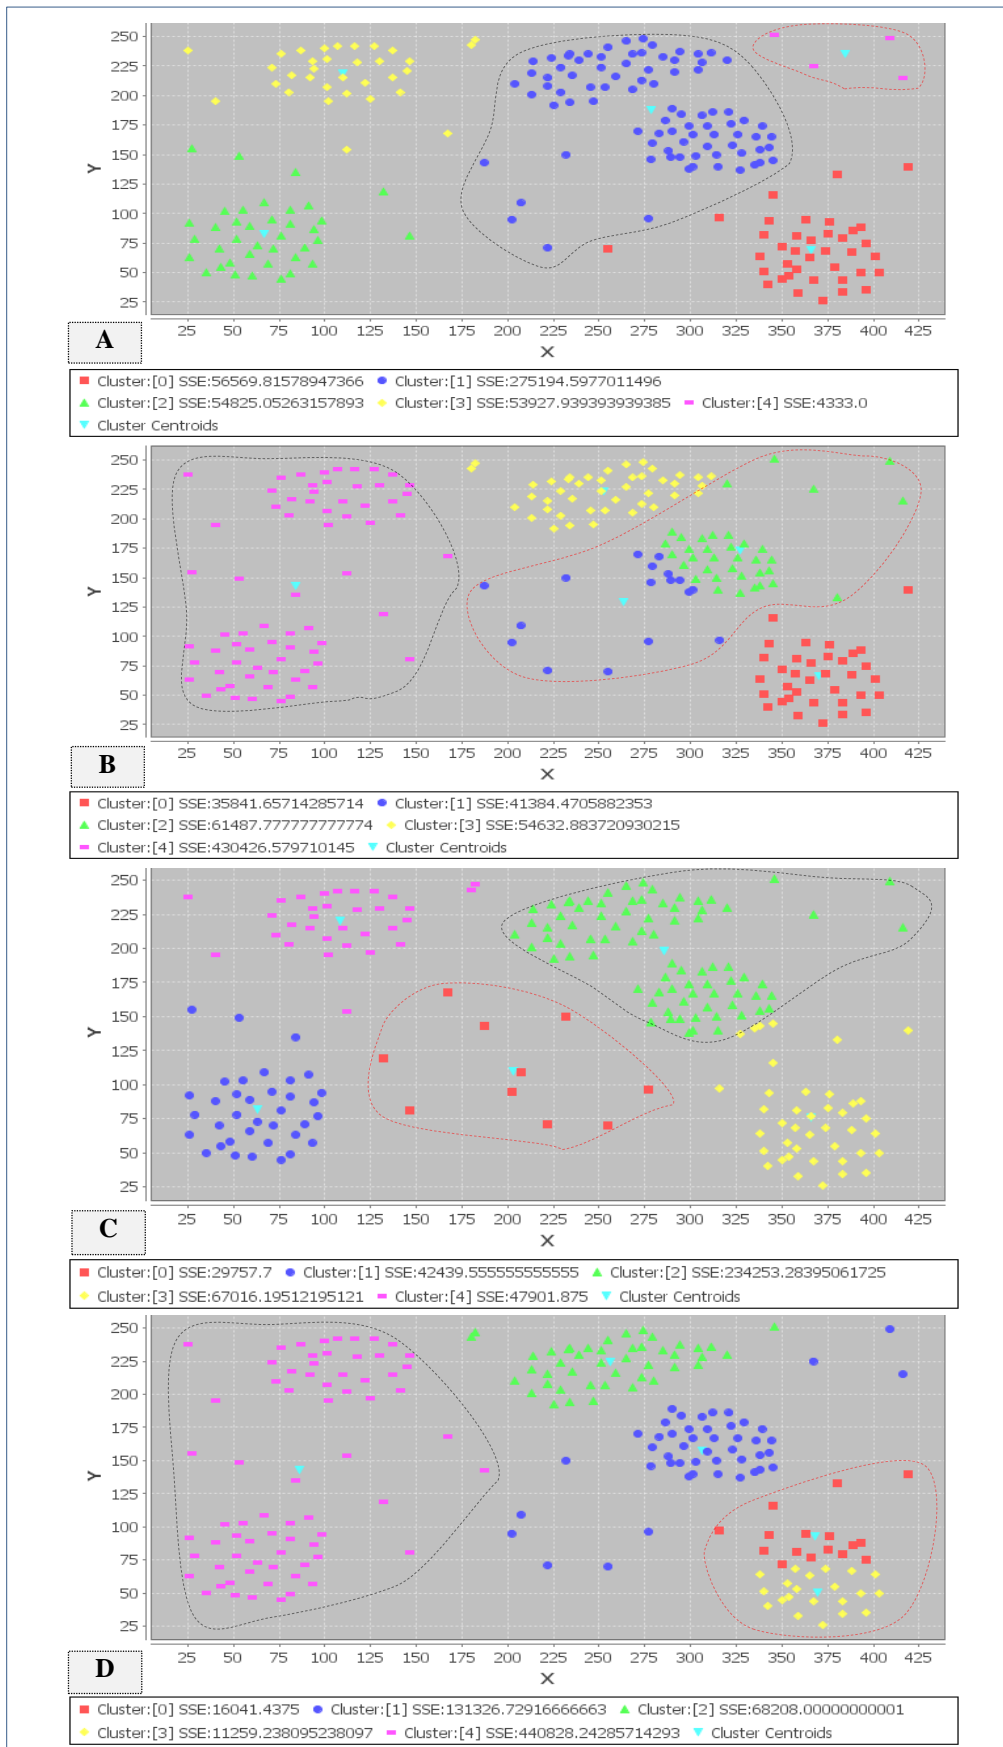 250
225
200
175
150
125
100
75
50
25
Y
25 50 75 100 125 150 175 200 225 250 275 300 325 350 375 400 425
X
A
Cluster:[0] SSE:56569.81578947366 Cluster:[1] SSE:275194.5977011496
Cluster:[2] SSE:54825.05263157893 Cluster:[3] SSE:53927.939393939385 Cluster:[4] SSE:4333.0
Cluster Centroids
250
225
200
175
150
125
100
75
50
25
Y
25 50 75 100 125 150 175 200 225 250 275 300 325 350 375 400 425
X
B
Cluster:[0] SSE:35841.65714285714 Cluster:[1] SSE:41384.4705882353
Cluster:[2] SSE:61487.777777777774 Cluster:[3] SSE:54632.883720930215
Cluster:[4] SSE:430426.579710145 Cluster Centroids
250
225
200
175
150
125
100
75
50
25
Y
25 50 75 100 125 150 175 200 225 250 275 300 325 350 375 400 425
X
C
Cluster:[0] SSE:29757.7 Cluster:[1] SSE:42439.555555555555 Cluster:[2] SSE:234253.28395061725
Cluster:[3] SSE:67016.19512195121 Cluster:[4] SSE:47901.875 Cluster Centroids
250
225
200
175
150
125
100
75
50
25
Y
25 50 75 100 125 150 175 200 225 250 275 300 325 350 375 400 425
X
D
Cluster:[0] SSE:16041.4375 Cluster:[1] SSE:131326.72916666663 Cluster:[2] SSE:68208.00000000001
Cluster:[3] SSE:11259.238095238097 Cluster:[4] SSE:440828.24285714293 Cluster Centroids